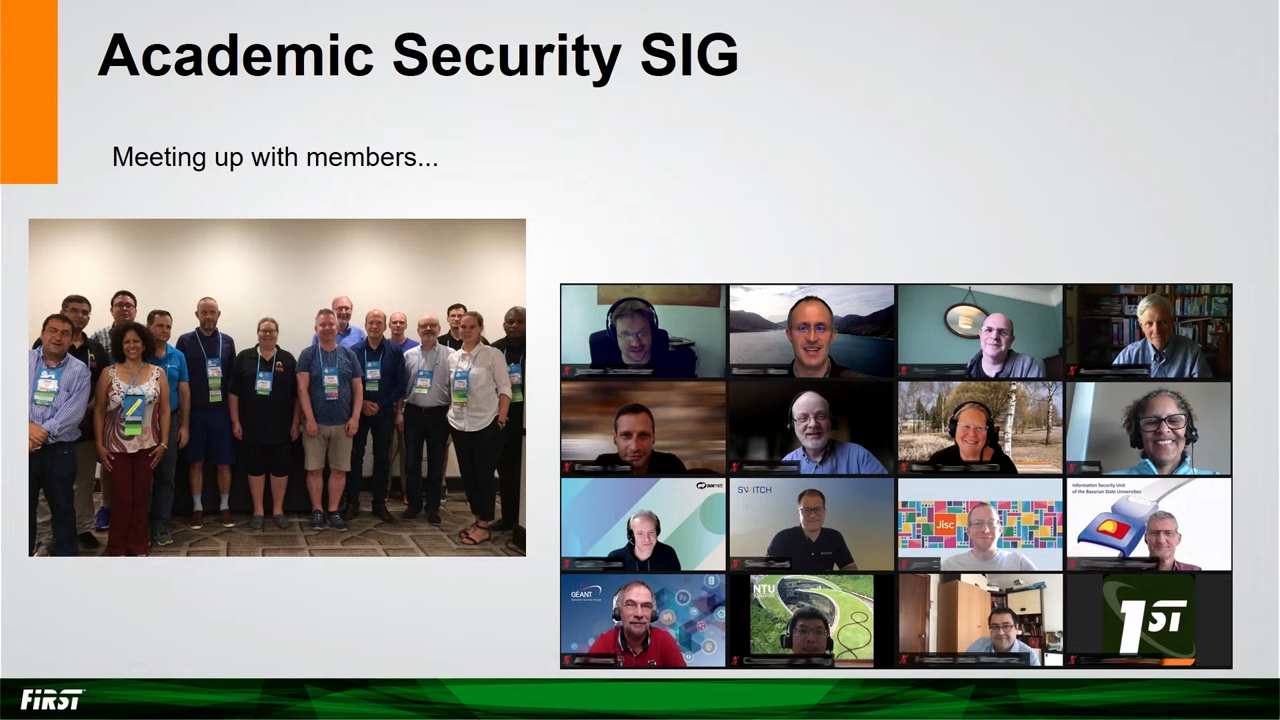 Academic Security SIG
Meeting up with members...
aarnet
SWITCH
Jisc
Information Security Unit
of the Bavarian State Universities
GÉANT
NTU
1ST
FiRST